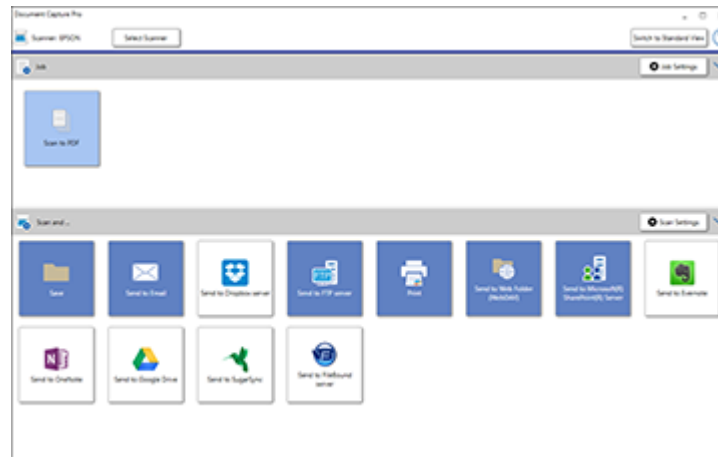 Document Capture Pro
Scanner: EPSON
Select Scanner
Switch to Standard View
Job
Job Settings
Scan to PDF
Scan and ...
Scan Settings
Save
Send to Email
Send to Dropbox server
Send to FTP server
Print
Send to Web Folder
(WebDAV)
Send to Microsoft(R)
SharePoint(R) Server
Send to Evernote
Send to OneNote
Send to Google Drive
Send to SugarSync
Send to FileBound
server